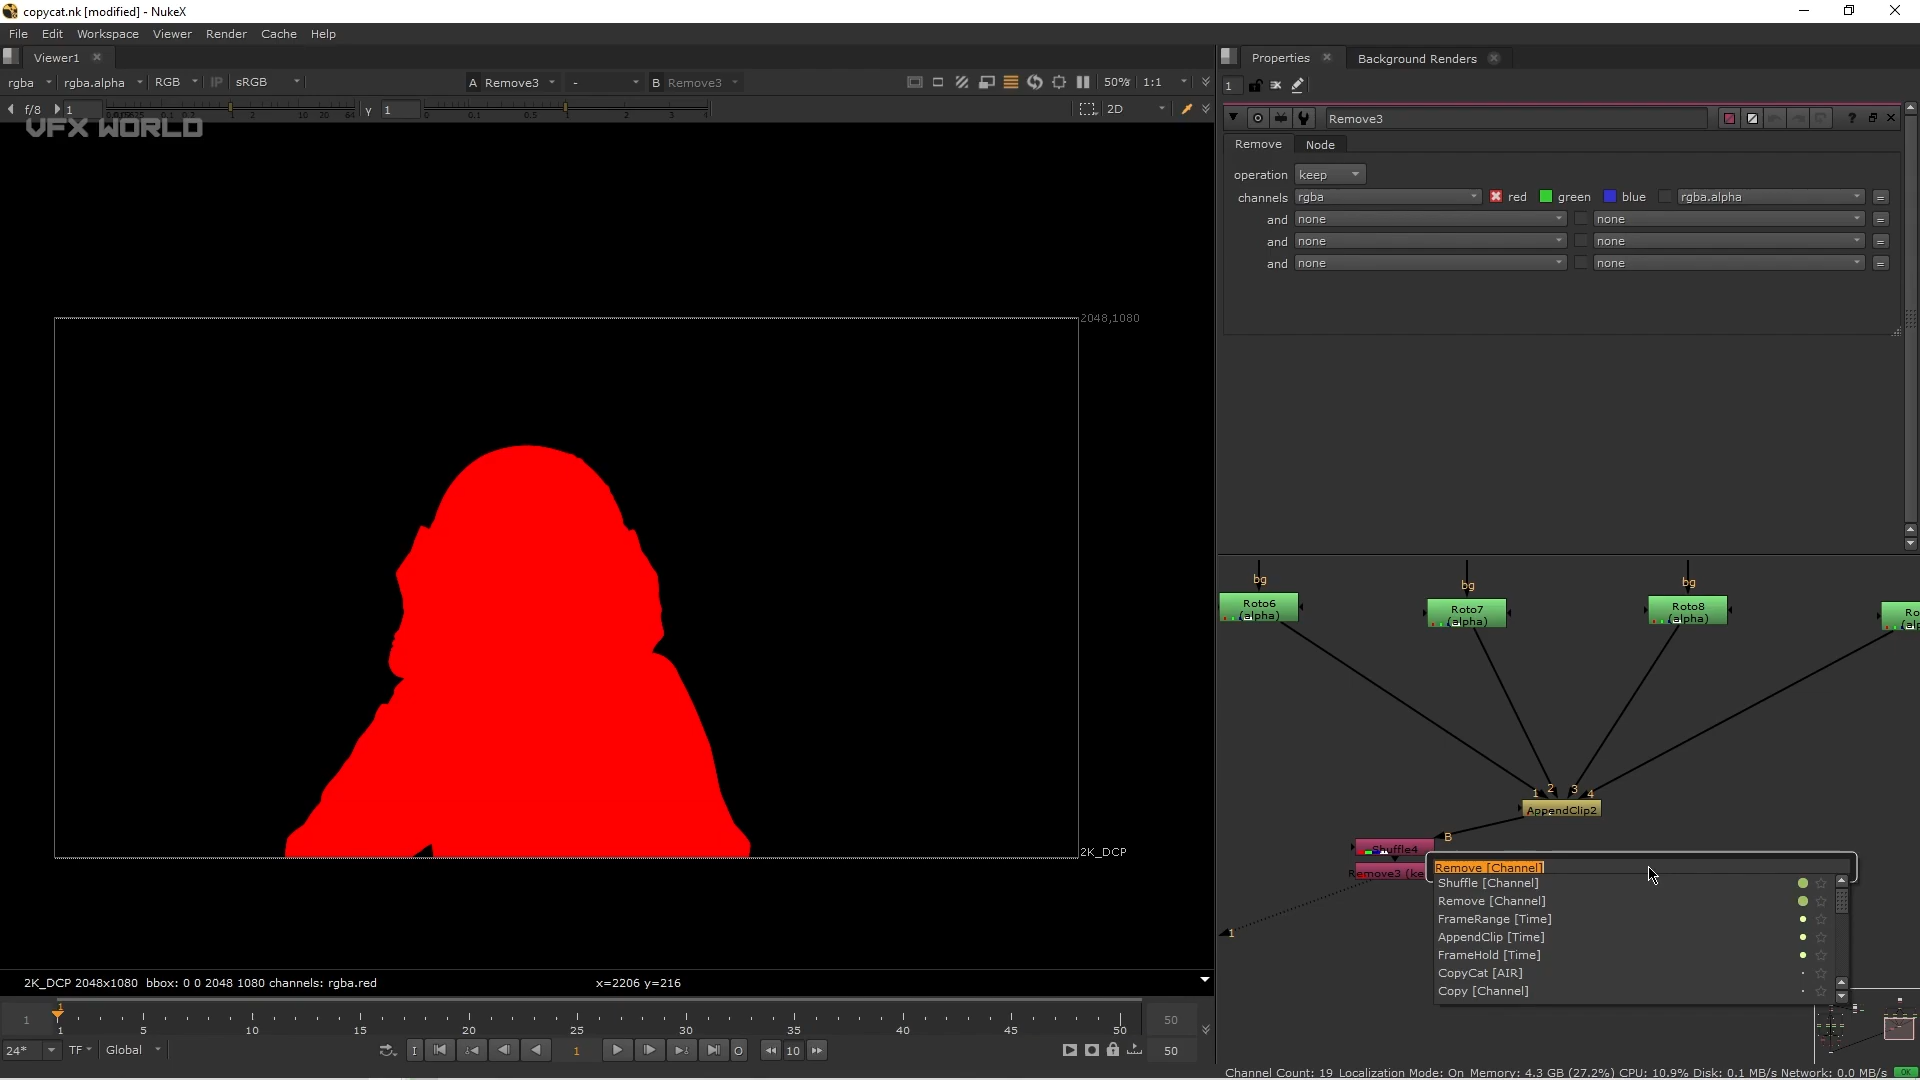 copycat.nk [modified] - NukeX
File Edit Workspace Viewer Render Cache Help
Viewer1
rgba rgba.alpha RGB IP sRGB A Remove3 - B Remove3 50% 1:1
f/8 1 y 1 2D
VFX WORLD
2048,1080
2K_DCP
2K_DCP 2048x1080 bbox: 0 0 2048 1080 channels: rgba.red x=2206 y=216
1
1 1 5 10 15 20 25 30 35 40 45 50 50
24* TF Global I 1 O 10 50
Properties Background Renders
1
Remove3
Remove Node
operation keep
channels rgba red green blue rgba.alpha =
and none none =
and none none =
and none none =
bg bg bg
Roto6 (alpha)
Roto7 (alpha)
Roto8 (alpha)
1 2 3 4
AppendClip2
B
Shuffle4
Remove3 (ke
1
Remove [Channel]
Shuffle [Channel]
Remove [Channel]
FrameRange [Time]
AppendClip [Time]
FrameHold [Time]
CopyCat [AIR]
Copy [Channel]
Channel Count: 19 Localization Mode: On Memory: 4.3 GB (27.2%) CPU: 10.9% Disk: 0.1 MB/s Network: 0.0 MB/s OK